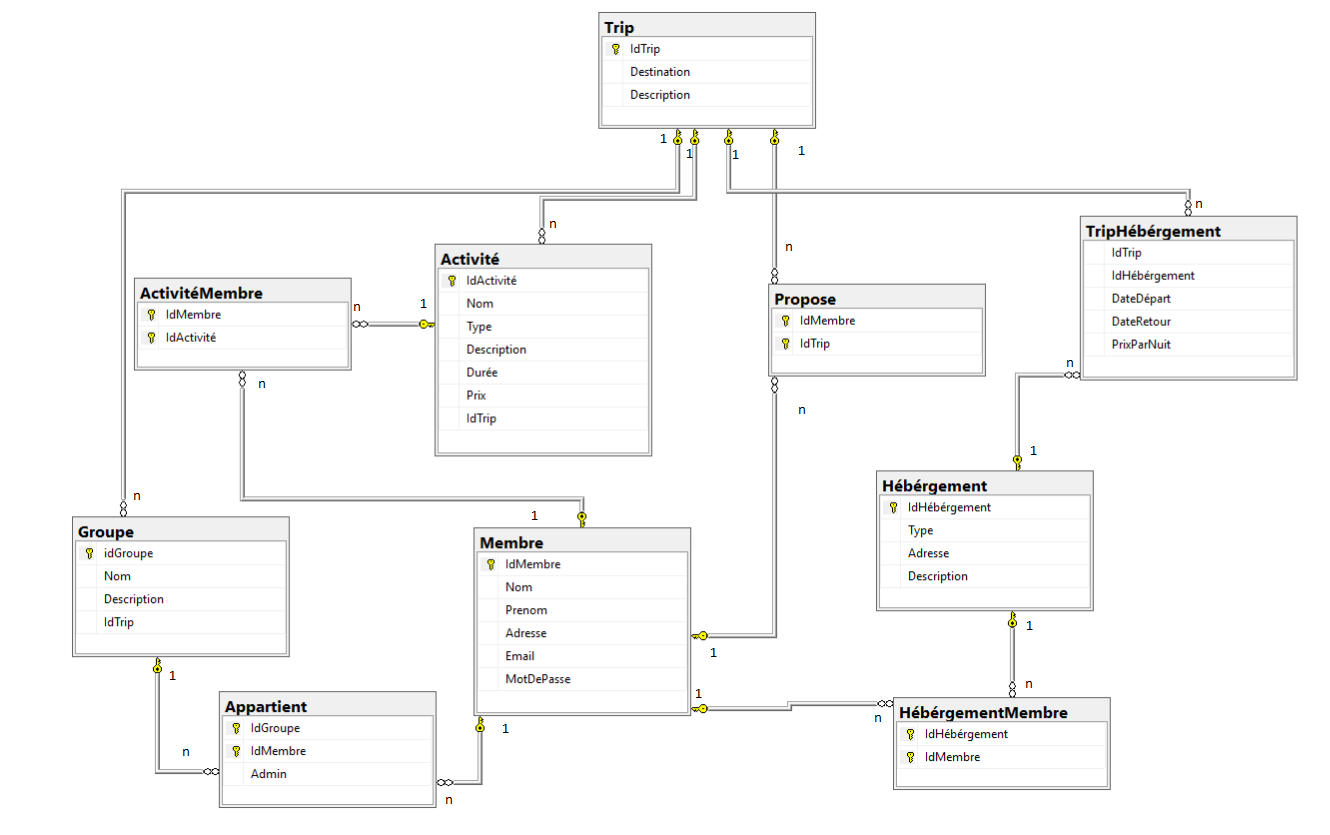 Trip
IdTrip
Destination
Description
1
1
1
1
n
n
n
TripHébérgement
IdTrip
IdHébérgement
DateDépart
DateRetour
PrixParNuit
n
Activité
IdActivité
Nom
Type
Description
Durée
Prix
IdTrip
ActivitéMembre
IdMembre
IdActivité
n
1
n
Propose
IdMembre
IdTrip
n
1
Hébérgement
IdHébérgement
Type
Adresse
Description
1
n
Groupe
idGroupe
Nom
Description
IdTrip
1
1
Membre
IdMembre
Nom
Prenom
Adresse
Email
MotDePasse
1
1
1
n
n
HébérgementMembre
IdHébérgement
IdMembre
Appartient
IdGroupe
IdMembre
Admin
n
n